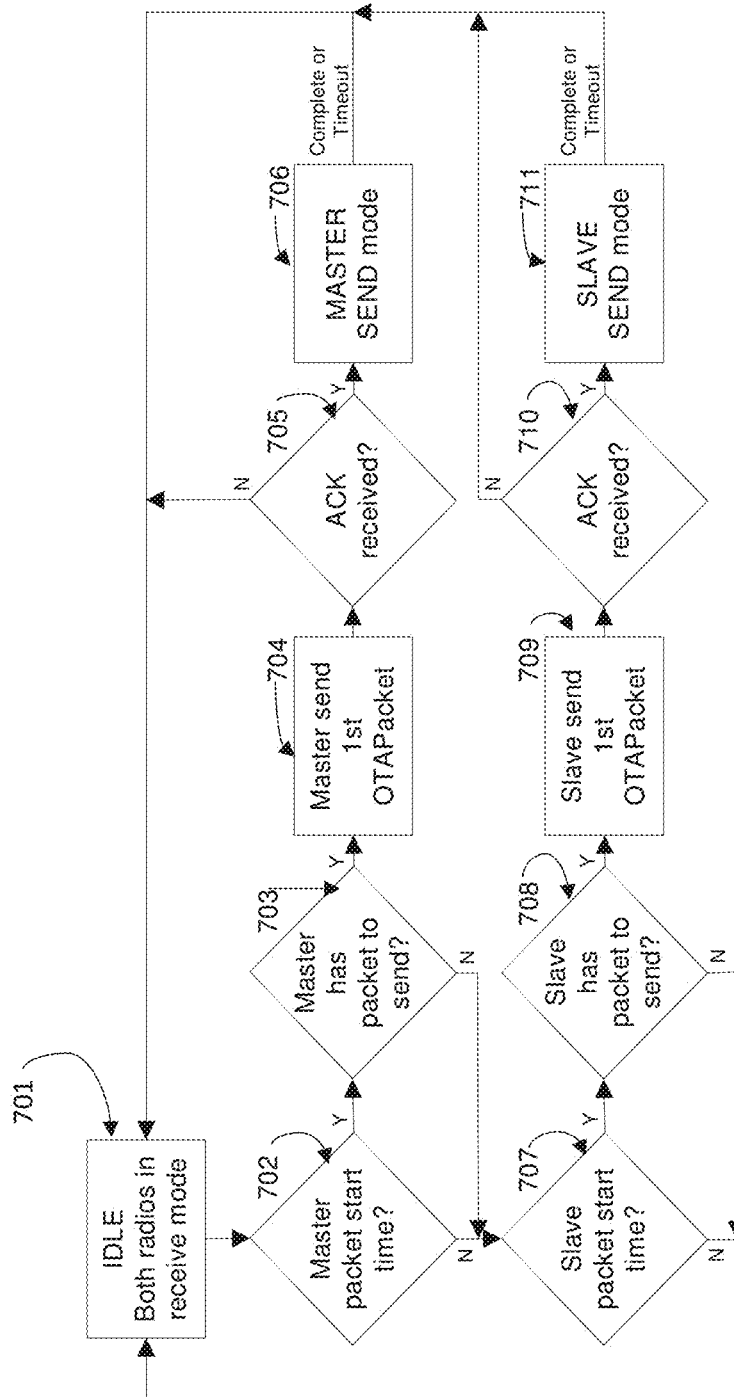 701
IDLE
Both radios in
receive mode
702
Master
packet start
time?
Y
N
703
Master
has
packet to
send?
Y
N
704
Master send
1st
OTAPacket
705
ACK
received?
Y
N
706
MASTER
SEND mode
Complete or
Timeout
707
Slave
packet start
time?
Y
N
708
Slave
has
packet to
send?
Y
N
709
Slave send
1st
OTAPacket
710
ACK
received?
Y
N
711
SLAVE
SEND mode
Complete or
Timeout